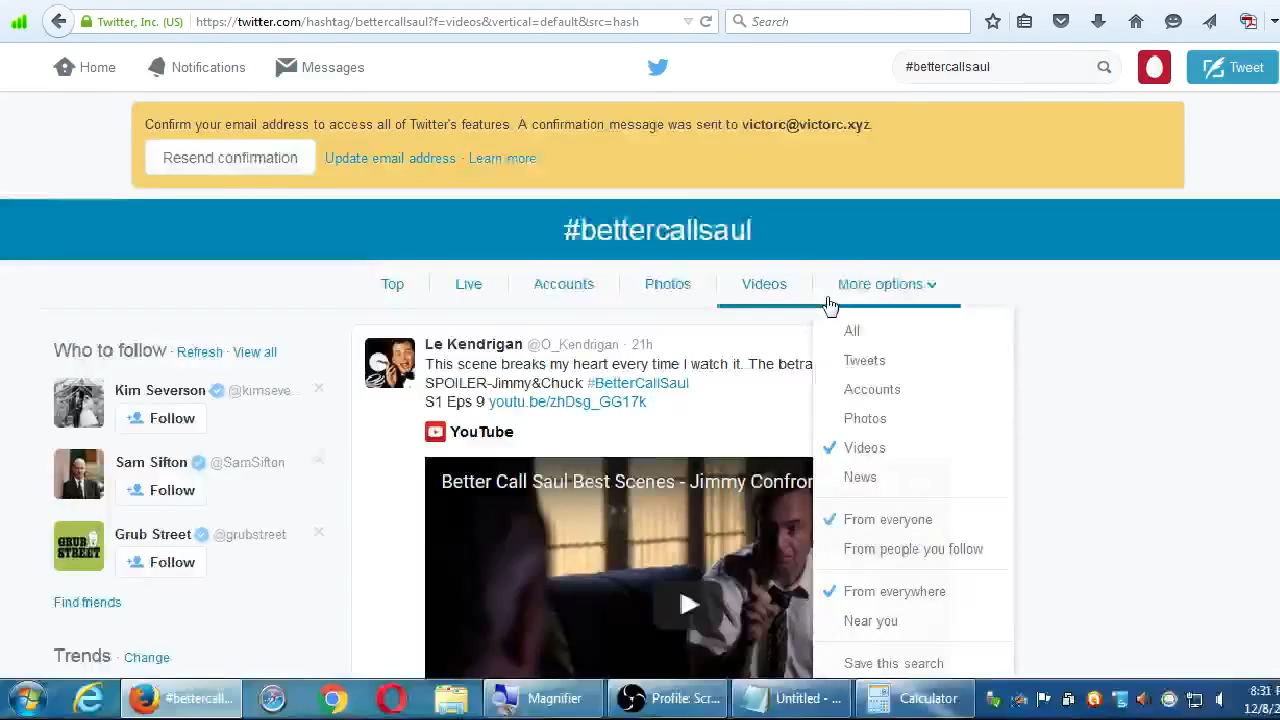 Twitter, Inc. (US)
https://twitter.com/hashtag/bettercallsaul?f=videos&vertical=default&src=hash
Search
Home
Notifications
Messages
#bettercallsaul
Tweet
Confirm your email address to access all of Twitter's features. A confirmation message was sent to victorc@victorc.xyz.
Resend confirmation
Update email address · Learn more
#bettercallsaul
Top
Live
Accounts
Photos
Videos
More options
All
Tweets
Accounts
Photos
Videos
News
From everyone
From people you follow
From everywhere
Near you
Save this search
Who to follow · Refresh · View all
Kim Severson @kimseve...
Follow
Sam Sifton @SamSifton
Follow
Grub Street @grubstreet
Follow
GRUB STREET
Find friends
Trends · Change
Le Kendrigan @O_Kendrigan · 21h
This scene breaks my heart every time I watch it. The betra
SPOILER-Jimmy&Chuck #BetterCallSaul
S1 Eps 9 youtu.be/zhDsg_GG17k
YouTube
Better Call Saul Best Scenes - Jimmy Confror
#bettercall...
Magnifier
Profile: Scr...
Untitled - ...
Calculator
8:31 P
12/8/2